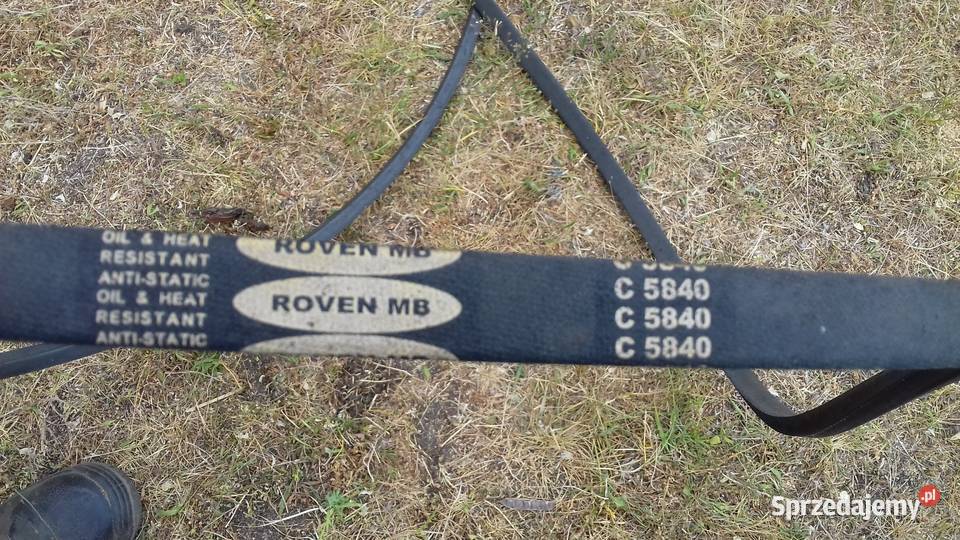 OIL & HEAT
RESISTANT
ANTI-STATIC
OIL & HEAT
RESISTANT
ANTI-STATIC
ROVEN MB
ROVEN MB
C 5840
C 5840
C 5840
C 5840
Sprzedajemy.pl